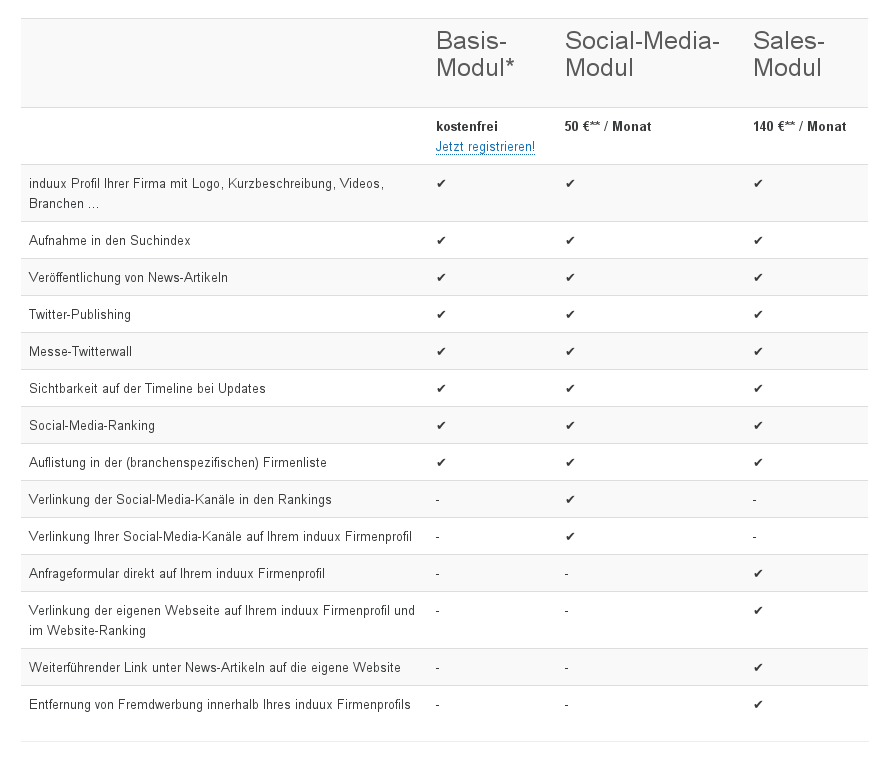 Basis- Social-Media- Sales-
Modul* Modul Modul
kostenfrei 50 €** / Monat 140 €** / Monat
Jetzt registrieren!
induux Profil Ihrer Firma mit Logo, Kurzbeschreibung, Videos, ✔ ✔ ✔
Branchen ...
Aufnahme in den Suchindex ✔ ✔ ✔
Veröffentlichung von News-Artikeln ✔ ✔ ✔
Twitter-Publishing ✔ ✔ ✔
Messe-Twitterwall ✔ ✔ ✔
Sichtbarkeit auf der Timeline bei Updates ✔ ✔ ✔
Social-Media-Ranking ✔ ✔ ✔
Auflistung in der (branchenspezifischen) Firmenliste ✔ ✔ ✔
Verlinkung der Social-Media-Kanäle in den Rankings - ✔ -
Verlinkung Ihrer Social-Media-Kanäle auf Ihrem induux Firmenprofil - ✔ -
Anfrageformular direkt auf Ihrem induux Firmenprofil - - ✔
Verlinkung der eigenen Webseite auf Ihrem induux Firmenprofil und - - ✔
im Website-Ranking
Weiterführender Link unter News-Artikeln auf die eigene Website - - ✔
Entfernung von Fremdwerbung innerhalb Ihres induux Firmenprofils - - ✔